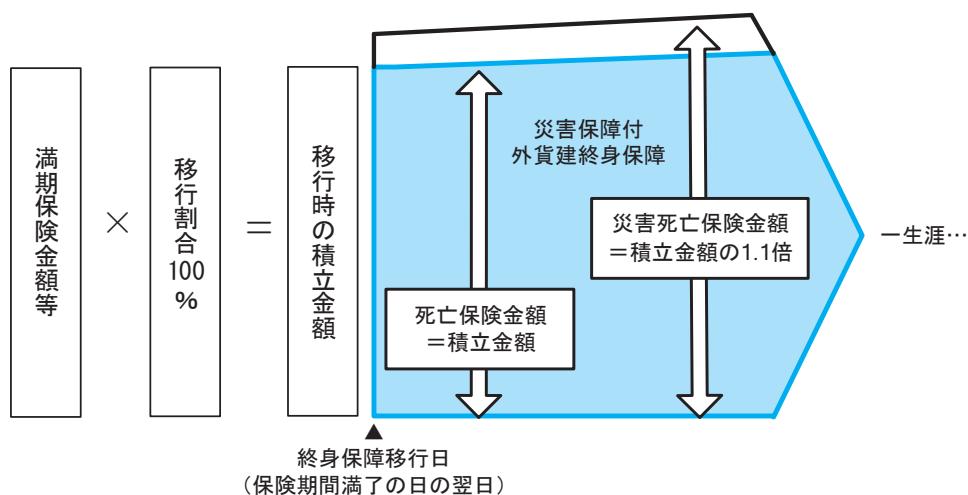 満期保険金額等
×
移行割合100%
＝
移行時の積立金額
災害保障付
外貨建終身保障
災害死亡保険金額
＝積立金額の1.1倍
死亡保険金額
＝積立金額
一生涯…
▲
終身保障移行日
（保険期間満了の日の翌日）